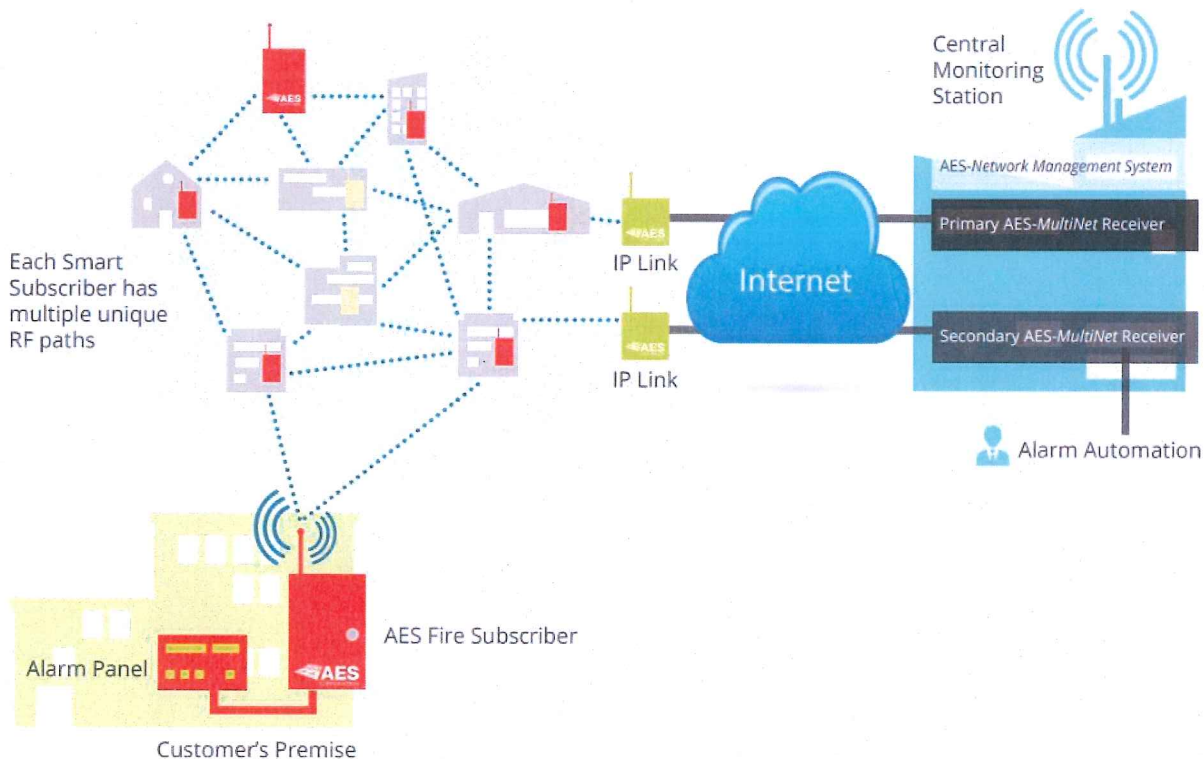 Central
Monitoring
Station
AES
AES-Network Management System
Primary AES-MultiNet Receiver
AES
IP Link
Each Smart
Subscriber has
multiple unique
RF paths
Internet
Secondary AES-MultiNet Receiver
AES
IP Link
Alarm Automation
AES Fire Subscriber
Alarm Panel
AES
Customer's Premise